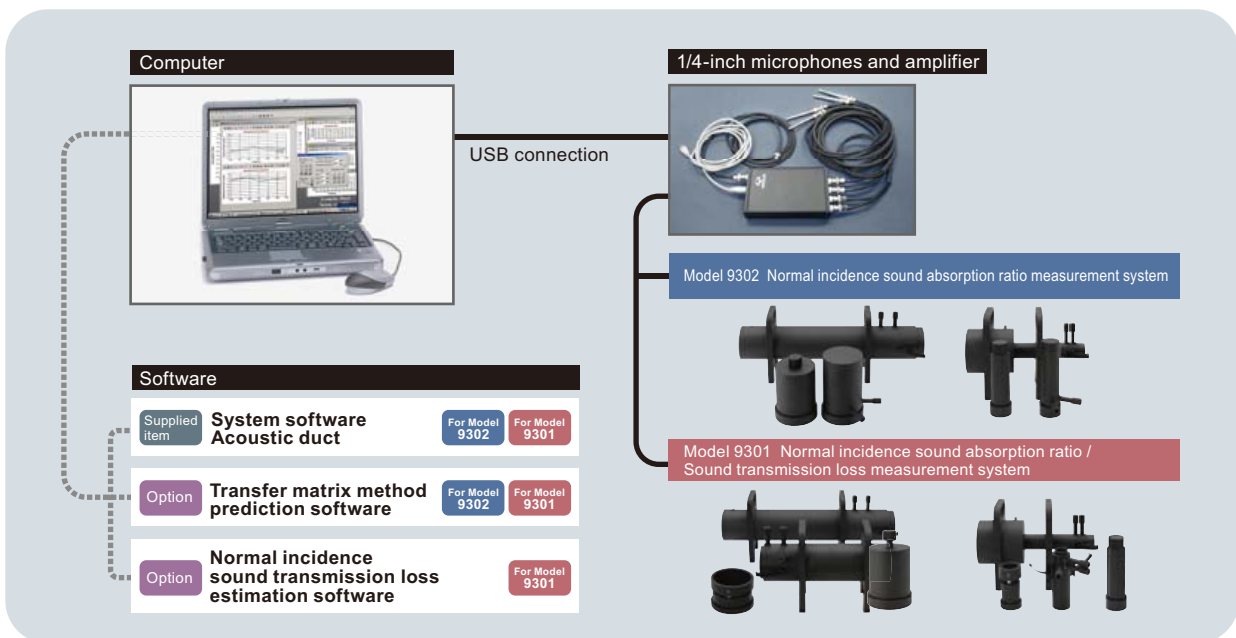 Computer
1/4-inch microphones and amplifier
USB connection
Model 9302 Normal incidence sound absorption ratio measurement system
Model 9301 Normal incidence sound absorption ratio /
Sound transmission loss measurement system
Software
Supplied
item
System software
Acoustic duct
For Model
9302
For Model
9301
Option
Transfer matrix method
prediction software
For Model
9302
For Model
9301
Option
Normal incidence
sound transmission loss
estimation software
For Model
9301